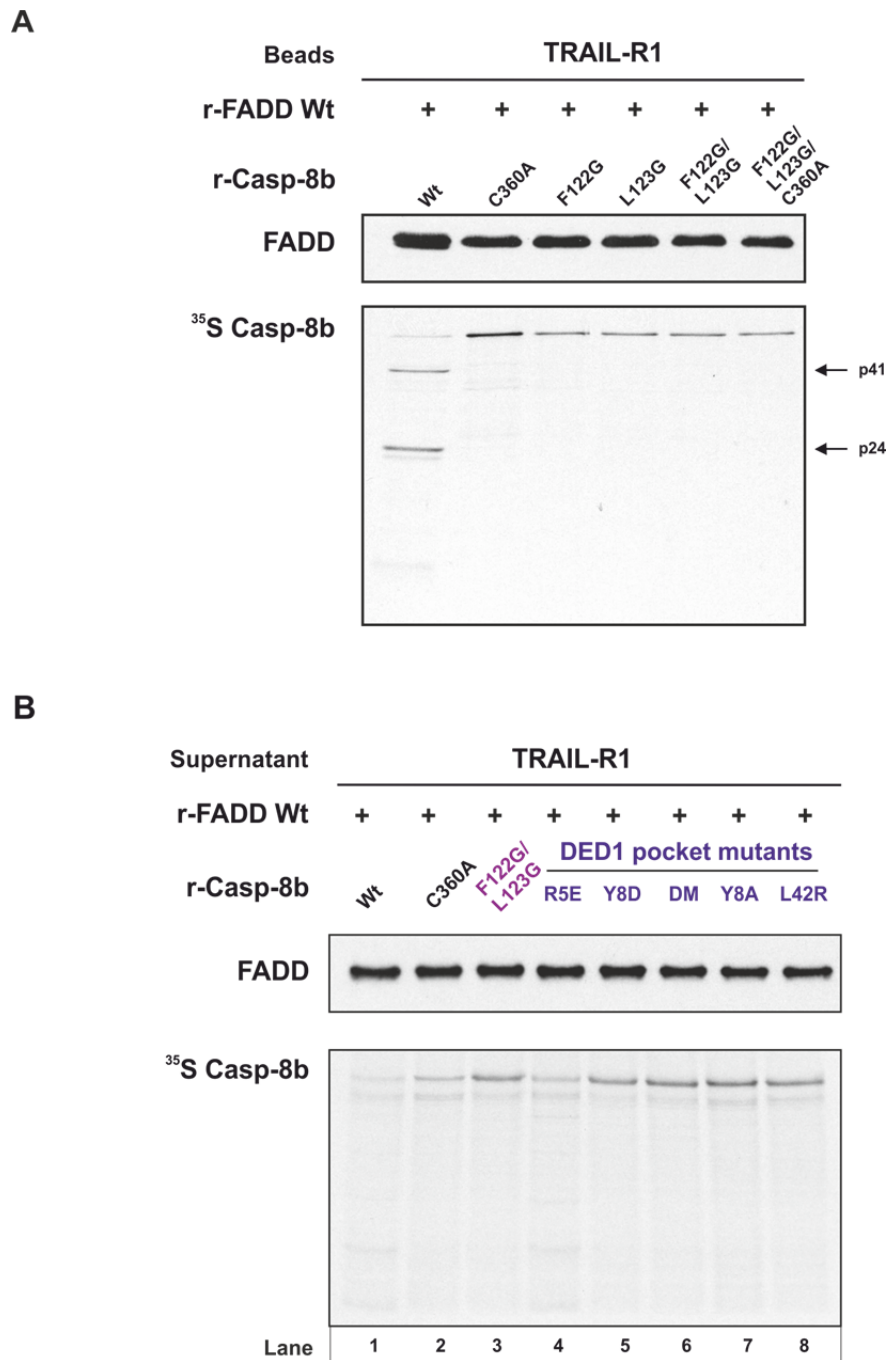 A
Beads TRAIL-R1
r-FADD Wt + + + + + +
r-Casp-8b Wt C360A F122G L123G F122G/ L123G F122G/ L123G/ C360A
FADD
35S Casp-8b
p41
p24
B
Supernatant TRAIL-R1
r-FADD Wt + + + + + + + +
DED1 pocket mutants
r-Casp-8b Wt C360A F122G/ L123G R5E Y8D DM Y8A L42R
FADD
35S Casp-8b
Lane 1 2 3 4 5 6 7 8